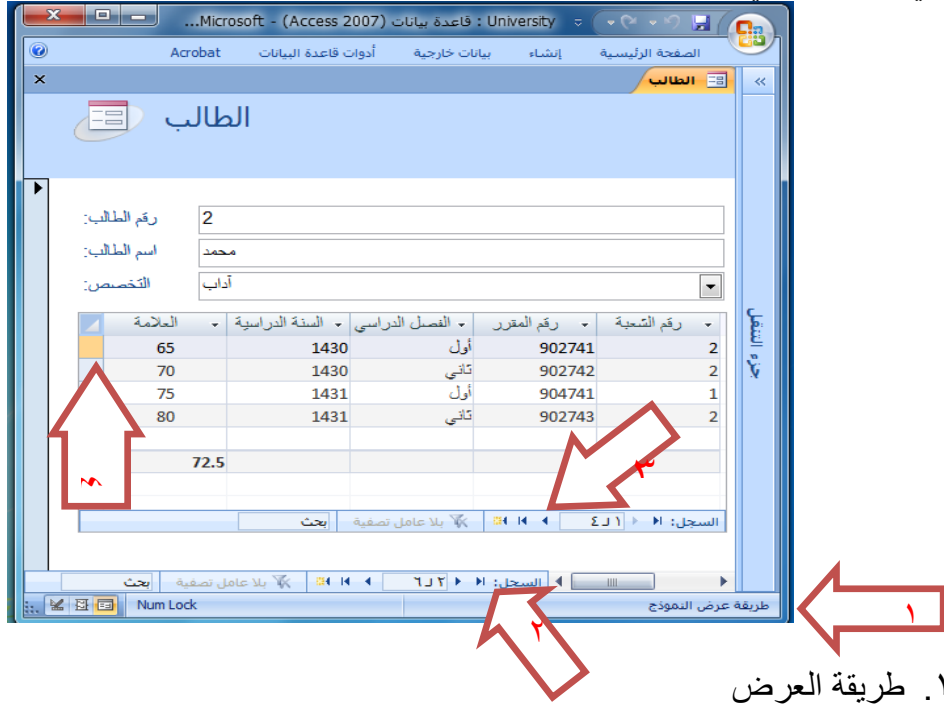 University : قاعدة بيانات (Access 2007) - Microsoft...
الصفحة الرئيسية إنشاء بيانات خارجية أدوات قاعدة البيانات Acrobat
الطالب
الطالب
جزء التنقل
رقم الطالب: 2
اسم الطالب: محمد
التخصص: آداب
رقم الشعبة رقم المقرر الفصل الدراسي السنة الدراسية العلامة
2 902741 أول 1430 65
2 902742 ثاني 1430 70
1 904741 أول 1431 75
2 902743 ثاني 1431 80
72.5
٤
٣
السجل: ١ لـ ٤ بلا عامل تصفية بحث
السجل: ٢ لـ ٦ بلا عامل تصفية بحث
طريقة عرض النموذج Num Lock
١
٢
١. طريقة العرض